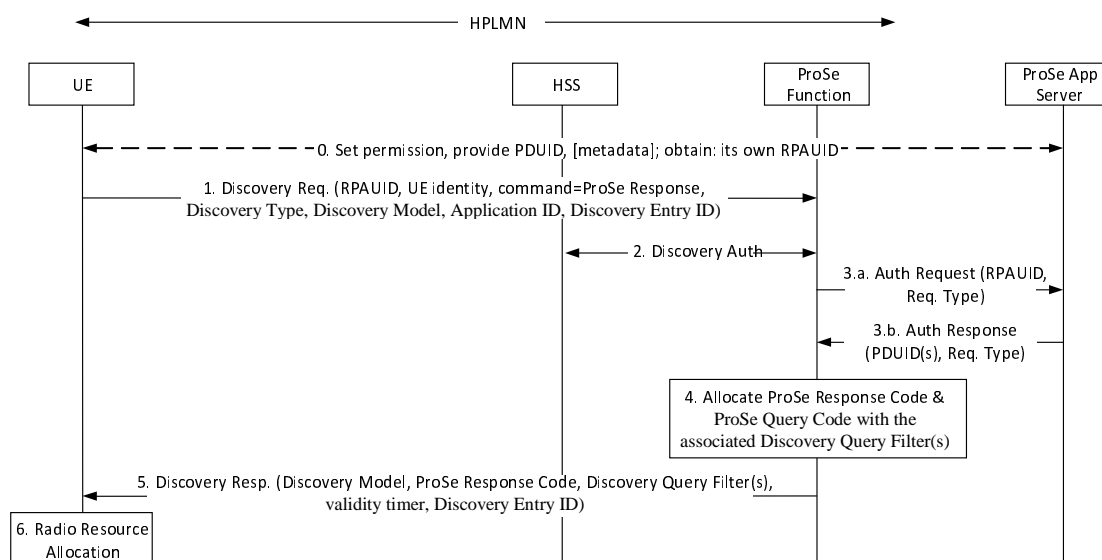 HPLMN
UE
HSS
ProSe
Function
ProSe App
Server
0. Set permission, provide PDUID, [metadata]; obtain: its own RPAUID
1. Discovery Req. (RPAUID, UE identity, command=ProSe Response,
Discovery Type, Discovery Model, Application ID, Discovery Entry ID)
2. Discovery Auth
3.a. Auth Request (RPAUID,
Req. Type)
3.b. Auth Response
(PDUID(s), Req. Type)
4. Allocate ProSe Response Code &
ProSe Query Code with the
associated Discovery Query Filter(s)
5. Discovery Resp. (Discovery Model, ProSe Response Code, Discovery Query Filter(s),
validity timer, Discovery Entry ID)
6. Radio Resource
Allocation